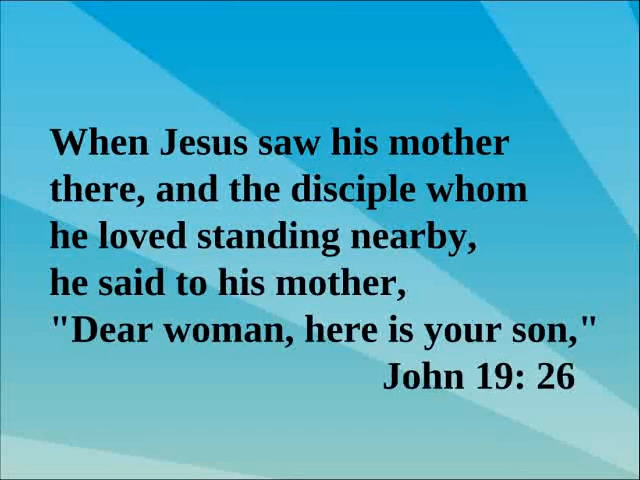 When Jesus saw his mother
there, and the disciple whom
he loved standing nearby,
he said to his mother,
"Dear woman, here is your son,"
John 19: 26